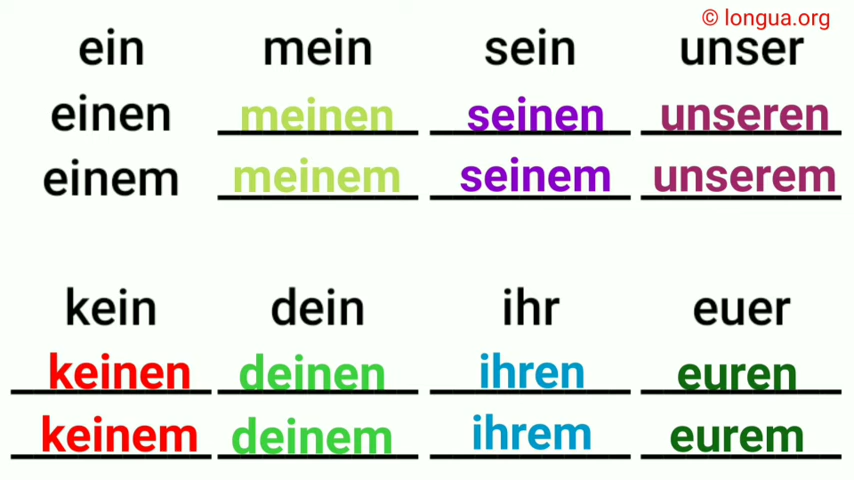 © longua.org
ein mein sein unser
einen meinen seinen unseren
einem meinem seinem unserem
kein dein ihr euer
keinen deinen ihren euren
keinem deinem ihrem eurem